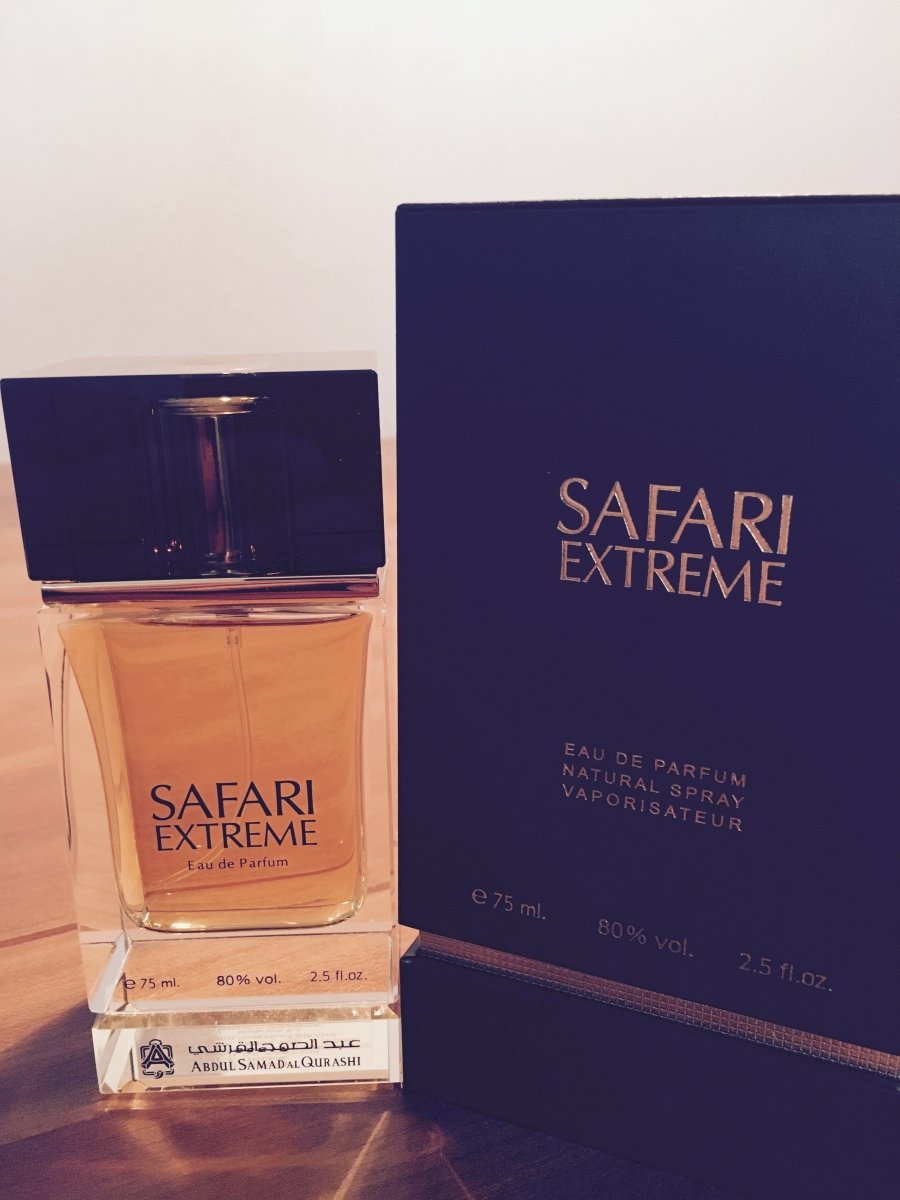 SAFARI
EXTREME
Eau de Parfum
℮ 75 ml. 80% vol. 2.5 fl.oz.
عبد الصمد القرشي
ABDUL SAMAD AL QURASHI
SAFARI
EXTREME
EAU DE PARFUM
NATURAL SPRAY
VAPORISATEUR
℮ 75 ml. 80% vol. 2.5 fl.oz.